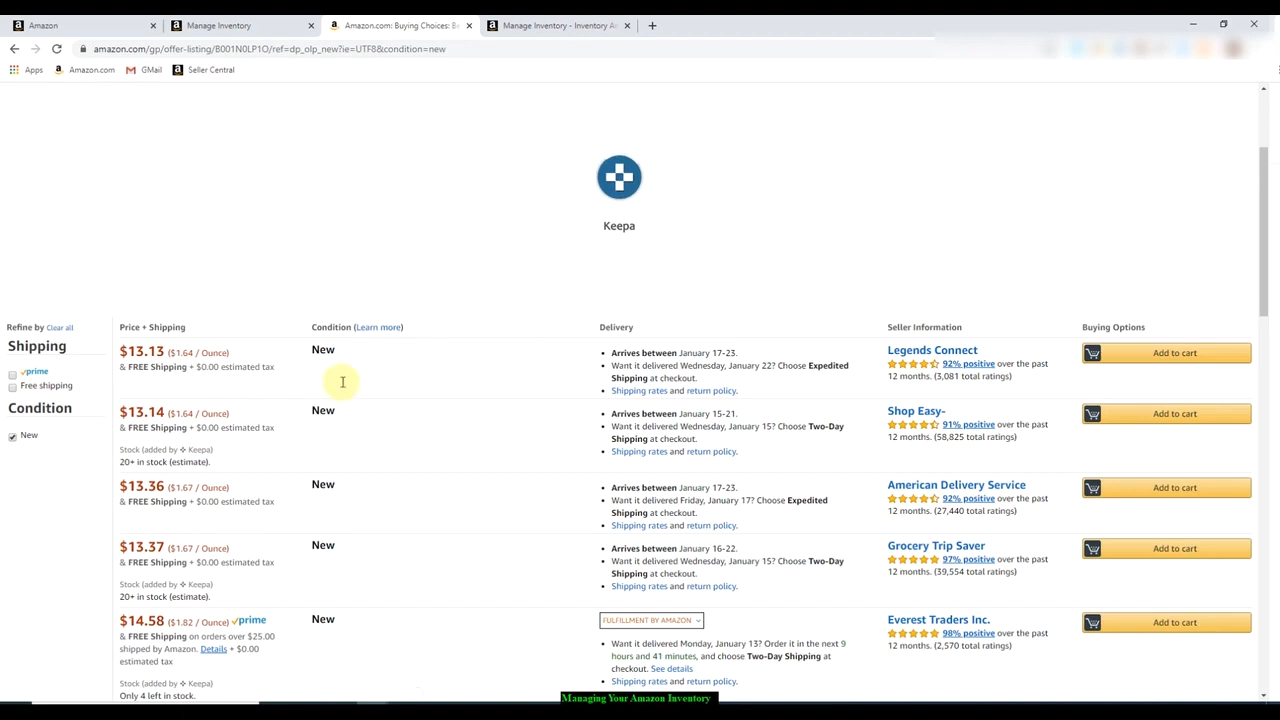 Amazon
Manage Inventory
Amazon.com: Buying Choices: Be
Manage Inventory - Inventory A
amazon.com/gp/offer-listing/B001N0LP1O/ref=dp_olp_new?ie=UTF8&condition=new
Apps Amazon.com GMail Seller Central
Keepa
Refine by Clear all
Shipping
prime
Free shipping
Condition
New
Price + Shipping Condition (Learn more) Delivery Seller Information Buying Options
$13.13 ($1.64 / Ounce)
& FREE Shipping + $0.00 estimated tax
New
• Arrives between January 17-23.
• Want it delivered Wednesday, January 22? Choose Expedited
Shipping at checkout.
• Shipping rates and return policy.
Legends Connect
92% positive over the past
12 months. (3,081 total ratings)
Add to cart
$13.14 ($1.64 / Ounce)
& FREE Shipping + $0.00 estimated tax
Stock (added by Keepa)
20+ in stock (estimate).
New
• Arrives between January 15-21.
• Want it delivered Wednesday, January 15? Choose Two-Day
Shipping at checkout.
• Shipping rates and return policy.
Shop Easy-
91% positive over the past
12 months. (58,825 total ratings)
Add to cart
$13.36 ($1.67 / Ounce)
& FREE Shipping + $0.00 estimated tax
New
• Arrives between January 17-23.
• Want it delivered Friday, January 17? Choose Expedited
Shipping at checkout.
• Shipping rates and return policy.
American Delivery Service
92% positive over the past
12 months. (27,440 total ratings)
Add to cart
$13.37 ($1.67 / Ounce)
& FREE Shipping + $0.00 estimated tax
Stock (added by Keepa)
20+ in stock (estimate).
New
• Arrives between January 16-22.
• Want it delivered Wednesday, January 15? Choose Two-Day
Shipping at checkout.
• Shipping rates and return policy.
Grocery Trip Saver
97% positive over the past
12 months. (39,554 total ratings)
Add to cart
$14.58 ($1.82 / Ounce) prime
& FREE Shipping on orders over $25.00
shipped by Amazon. Details + $0.00
estimated tax
Stock (added by Keepa)
Only 4 left in stock.
New
FULFILLMENT BY AMAZON
• Want it delivered Monday, January 13? Order it in the next 9
hours and 41 minutes, and choose Two-Day Shipping at
checkout. See details
• Shipping rates and return policy.
Everest Traders Inc.
98% positive over the past
12 months. (2,570 total ratings)
Add to cart
Managing Your Amazon Inventory